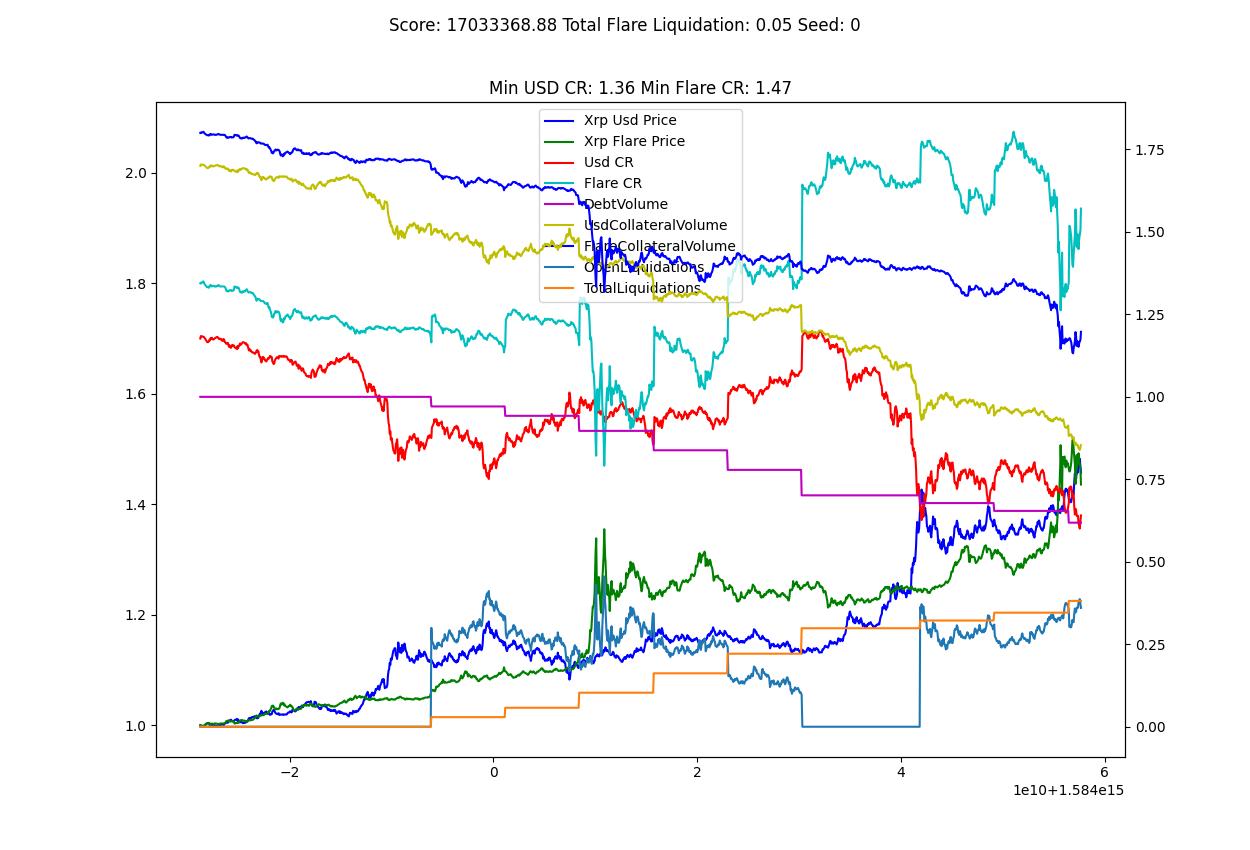 Score: 17033368.88 Total Flare Liquidation: 0.05 Seed: 0
Min USD CR: 1.36 Min Flare CR: 1.47
Xrp Usd Price
Xrp Flare Price
Usd CR
Flare CR
DebtVolume
UsdCollateralVolume
FlareCollateralVolume
OpenLiquidations
TotalLiquidations
2.0
1.8
1.6
1.4
1.2
1.0
1.75
1.50
1.25
1.00
0.75
0.50
0.25
0.00
−2 0 2 4 6
1e10+1.584e15